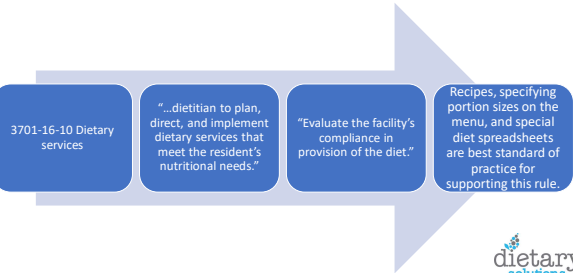 3701-16-10 Dietary
services
“…dietitian to plan,
direct, and implement
dietary services that
meet the resident’s
nutritional needs.”
“Evaluate the facility’s
compliance in
provision of the diet.”
Recipes, specifying
portion sizes on the
menu, and special
diet spreadsheets
are best standard of
practice for
supporting this rule.
dietary
solutions